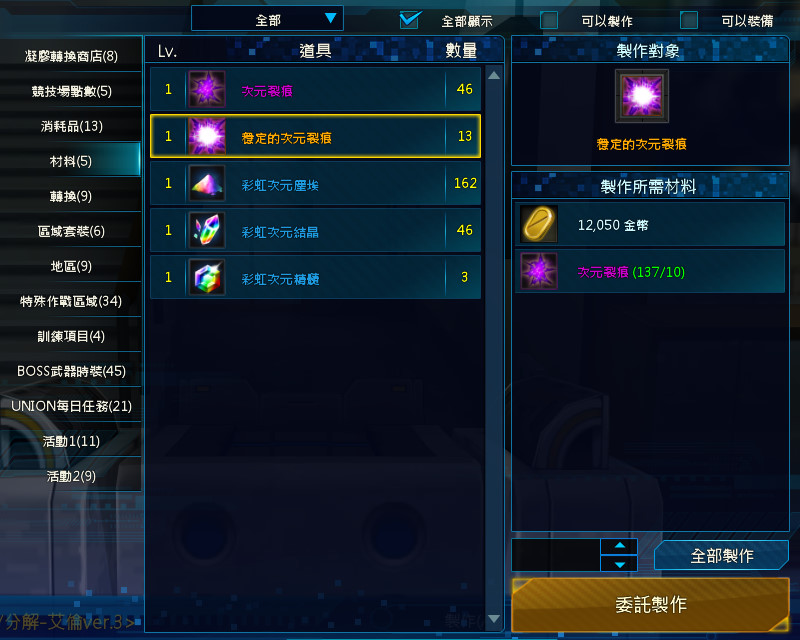 全部
全部顯示
可以製作
可以裝備
凝膠轉換商店(8)
競技場點數(5)
消耗品(13)
材料(5)
轉換(9)
區域套裝(6)
地區(9)
特殊作戰區域(34)
訓練項目(4)
BOSS武器時裝(45)
UNION每日任務(21)
活動1(11)
活動2(9)
Lv. 道具 數量
1 次元裂痕 46
1 穩定的次元裂痕 13
1 彩虹次元塵埃 162
1 彩虹次元結晶 46
1 彩虹次元精髓 3
製作對象
穩定的次元裂痕
製作所需材料
12,050 金幣
次元裂痕 (137/10)
全部製作
委託製作
/分解-艾倫ver.3>
製作